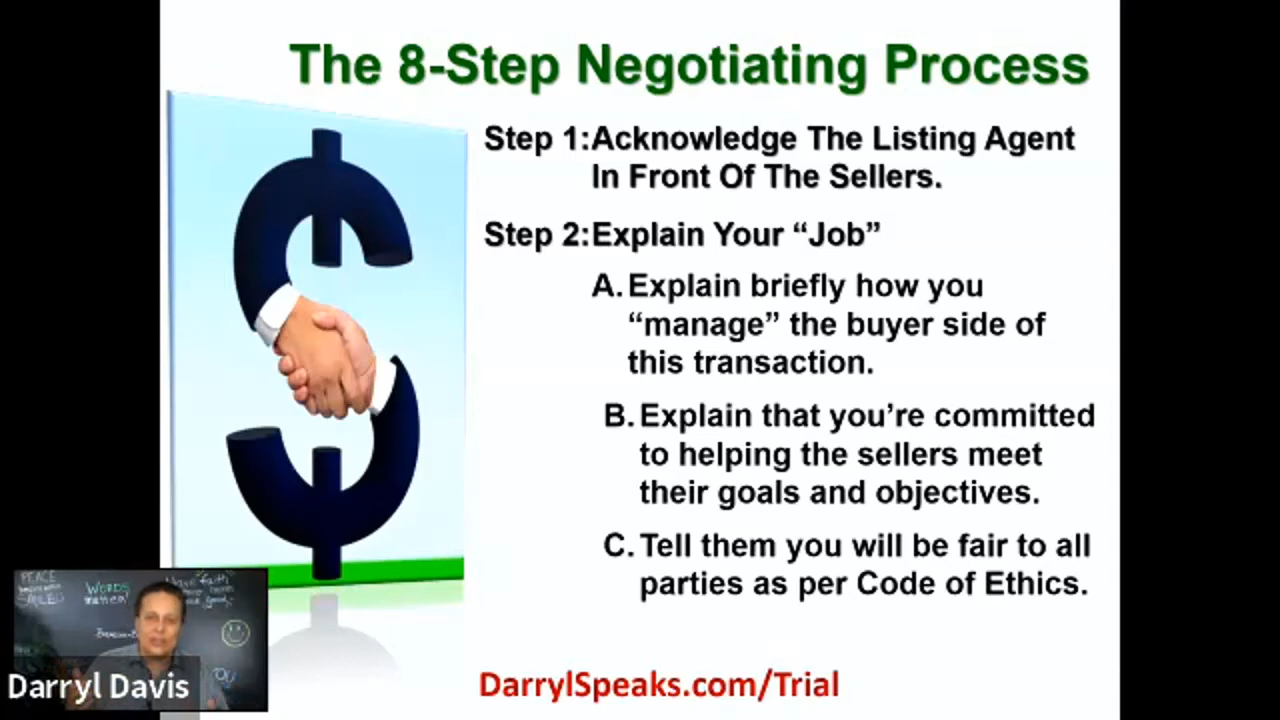 The 8-Step Negotiating Process
Step 1:Acknowledge The Listing Agent
In Front Of The Sellers.
Step 2:Explain Your “Job”
A. Explain briefly how you
“manage” the buyer side of
this transaction.
B. Explain that you’re committed
to helping the sellers meet
their goals and objectives.
C. Tell them you will be fair to all
parties as per Code of Ethics.
PEACE
WORDS
matter!
Have faith
Darryl Davis
DarrylSpeaks.com/Trial